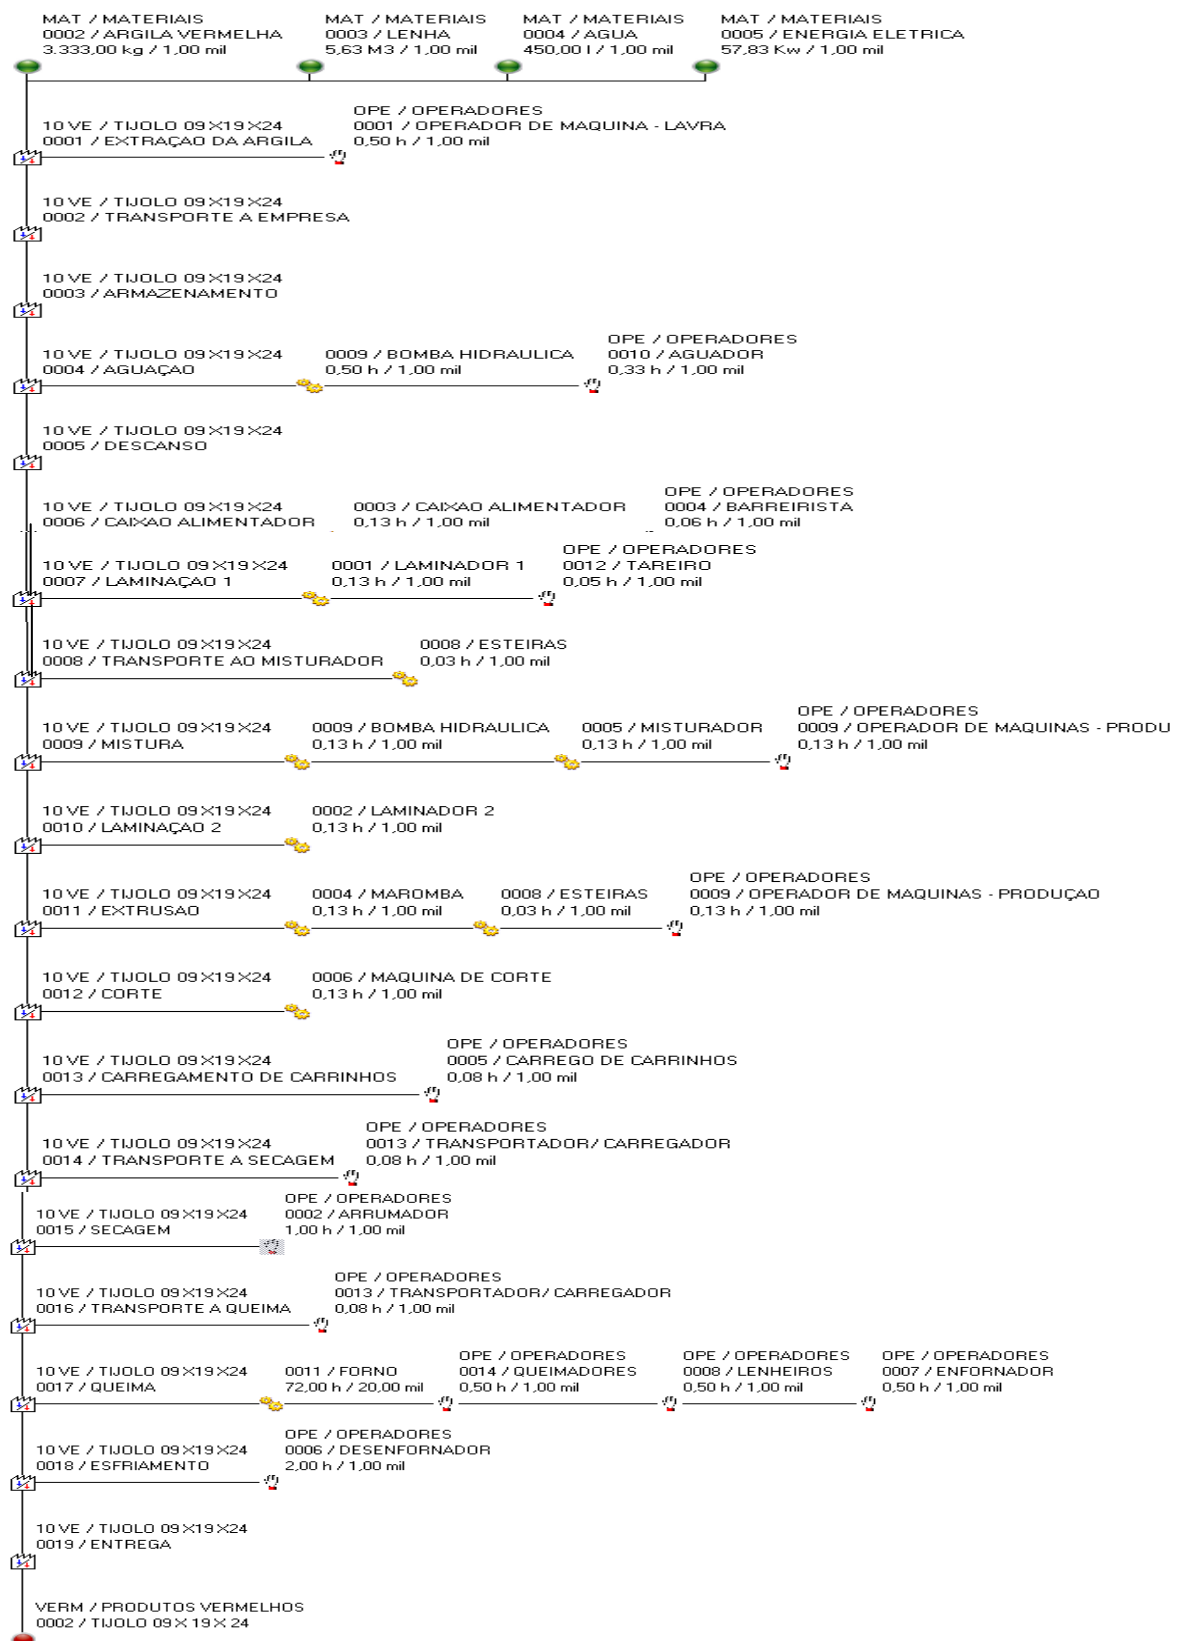 MAT / MATERIAIS
0002 / ARGILA VERMELHA
3.333,00 kg / 1,00 mil
MAT / MATERIAIS
0003 / LENHA
5,63 M3 / 1,00 mil
MAT / MATERIAIS
0004 / AGUA
450,00 l / 1,00 mil
MAT / MATERIAIS
0005 / ENERGIA ELETRICA
57,83 Kw / 1,00 mil
10 VE / TIJOLO 09X19X24
0001 / EXTRAÇAO DA ARGILA
OPE / OPERADORES
0001 / OPERADOR DE MAQUINA - LAVRA
0,50 h / 1,00 mil
10 VE / TIJOLO 09X19X24
0002 / TRANSPORTE A EMPRESA
10 VE / TIJOLO 09X19X24
0003 / ARMAZENAMENTO
10 VE / TIJOLO 09X19X24
0004 / AGUAÇAO
0009 / BOMBA HIDRAULICA
0,50 h / 1,00 mil
OPE / OPERADORES
0010 / AGUADOR
0,33 h / 1,00 mil
10 VE / TIJOLO 09X19X24
0005 / DESCANSO
10 VE / TIJOLO 09X19X24
0006 / CAIXAO ALIMENTADOR
0003 / CAIXAO ALIMENTADOR
0,13 h / 1,00 mil
OPE / OPERADORES
0004 / BARREIRISTA
0,06 h / 1,00 mil
10 VE / TIJOLO 09X19X24
0007 / LAMINAÇAO 1
0001 / LAMINADOR 1
0,13 h / 1,00 mil
OPE / OPERADORES
0012 / TAREIRO
0,05 h / 1,00 mil
10 VE / TIJOLO 09X19X24
0008 / TRANSPORTE AO MISTURADOR
0008 / ESTEIRAS
0,03 h / 1,00 mil
10 VE / TIJOLO 09X19X24
0009 / MISTURA
0009 / BOMBA HIDRAULICA
0,13 h / 1,00 mil
0005 / MISTURADOR
0,13 h / 1,00 mil
OPE / OPERADORES
0009 / OPERADOR DE MAQUINAS - PRODU
0,13 h / 1,00 mil
10 VE / TIJOLO 09X19X24
0010 / LAMINAÇAO 2
0002 / LAMINADOR 2
0,13 h / 1,00 mil
10 VE / TIJOLO 09X19X24
0011 / EXTRUSAO
0004 / MAROMBA
0,13 h / 1,00 mil
0008 / ESTEIRAS
0,03 h / 1,00 mil
OPE / OPERADORES
0009 / OPERADOR DE MAQUINAS - PRODUÇAO
0,13 h / 1,00 mil
10 VE / TIJOLO 09X19X24
0012 / CORTE
0006 / MAQUINA DE CORTE
0,13 h / 1,00 mil
10 VE / TIJOLO 09X19X24
0013 / CARREGAMENTO DE CARRINHOS
OPE / OPERADORES
0005 / CARREGO DE CARRINHOS
0,08 h / 1,00 mil
10 VE / TIJOLO 09X19X24
0014 / TRANSPORTE A SECAGEM
OPE / OPERADORES
0013 / TRANSPORTADOR/ CARREGADOR
0,08 h / 1,00 mil
10 VE / TIJOLO 09X19X24
0015 / SECAGEM
OPE / OPERADORES
0002 / ARRUMADOR
1,00 h / 1,00 mil
10 VE / TIJOLO 09X19X24
0016 / TRANSPORTE A QUEIMA
OPE / OPERADORES
0013 / TRANSPORTADOR/ CARREGADOR
0,08 h / 1,00 mil
10 VE / TIJOLO 09X19X24
0017 / QUEIMA
0011 / FORNO
72,00 h / 20,00 mil
OPE / OPERADORES
0014 / QUEIMADORES
0,50 h / 1,00 mil
OPE / OPERADORES
0008 / LENHEIROS
0,50 h / 1,00 mil
OPE / OPERADORES
0007 / ENFORNADOR
0,50 h / 1,00 mil
10 VE / TIJOLO 09X19X24
0018 / ESFRIAMENTO
OPE / OPERADORES
0006 / DESENFORNADOR
2,00 h / 1,00 mil
10 VE / TIJOLO 09X19X24
0019 / ENTREGA
VERM / PRODUTOS VERMELHOS
0002 / TIJOLO 09 X 19 X 24